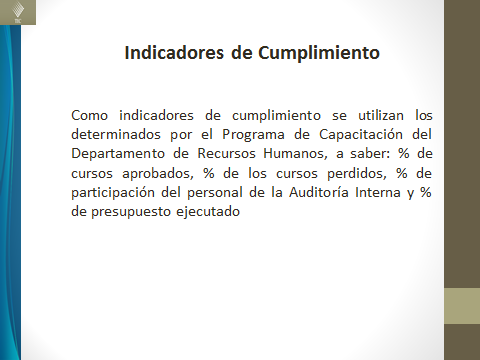 Indicadores de Cumplimiento
Como indicadores de cumplimiento se utilizan los
determinados por el Programa de Capacitación del
Departamento de Recursos Humanos, a saber: % de
cursos aprobados, % de los cursos perdidos, % de
participación del personal de la Auditoría Interna y %
de presupuesto ejecutado